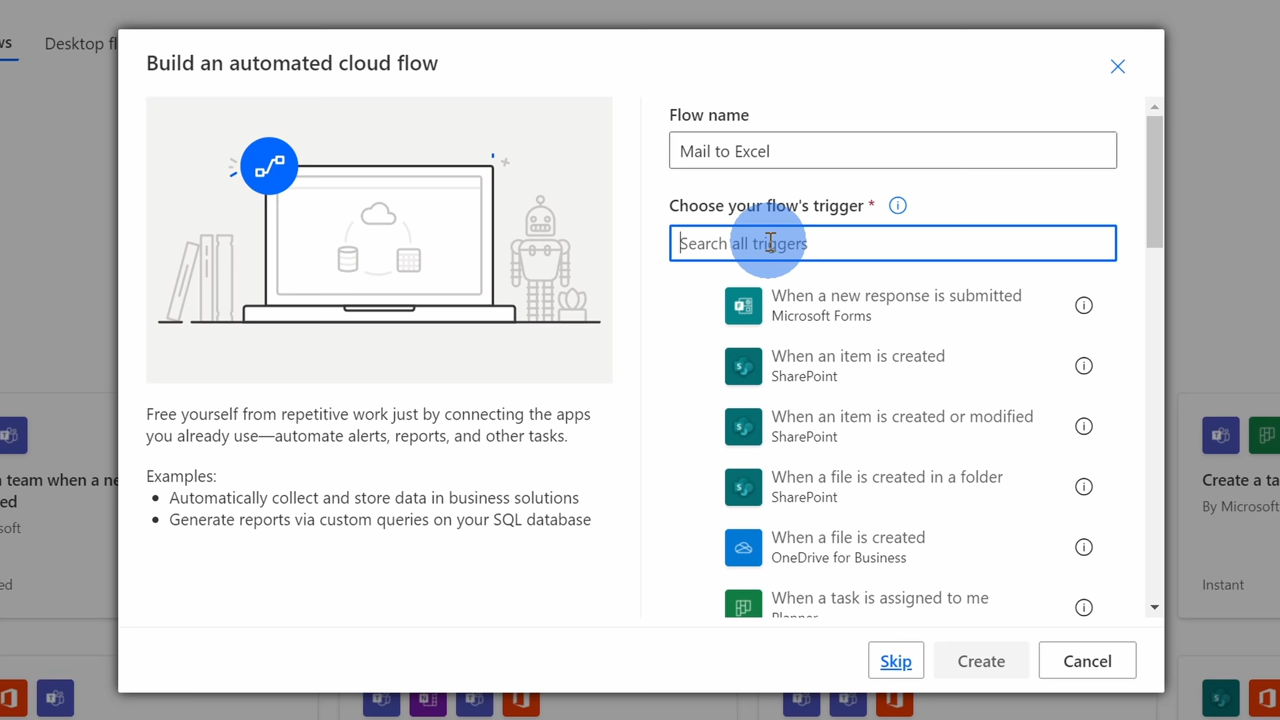 ws
Desktop fl
Build an automated cloud flow
Flow name
Mail to Excel
Choose your flow's trigger *
Search all triggers
When a new response is submitted
Microsoft Forms
When an item is created
SharePoint
When an item is created or modified
SharePoint
When a file is created in a folder
SharePoint
When a file is created
OneDrive for Business
When a task is assigned to me
Planner
Free yourself from repetitive work just by connecting the apps
you already use—automate alerts, reports, and other tasks.
Examples:
Automatically collect and store data in business solutions
Generate reports via custom queries on your SQL database
Skip
Create
Cancel
a team when a ne
ed
soft
ed
Create a ta
By Microsoft
Instant